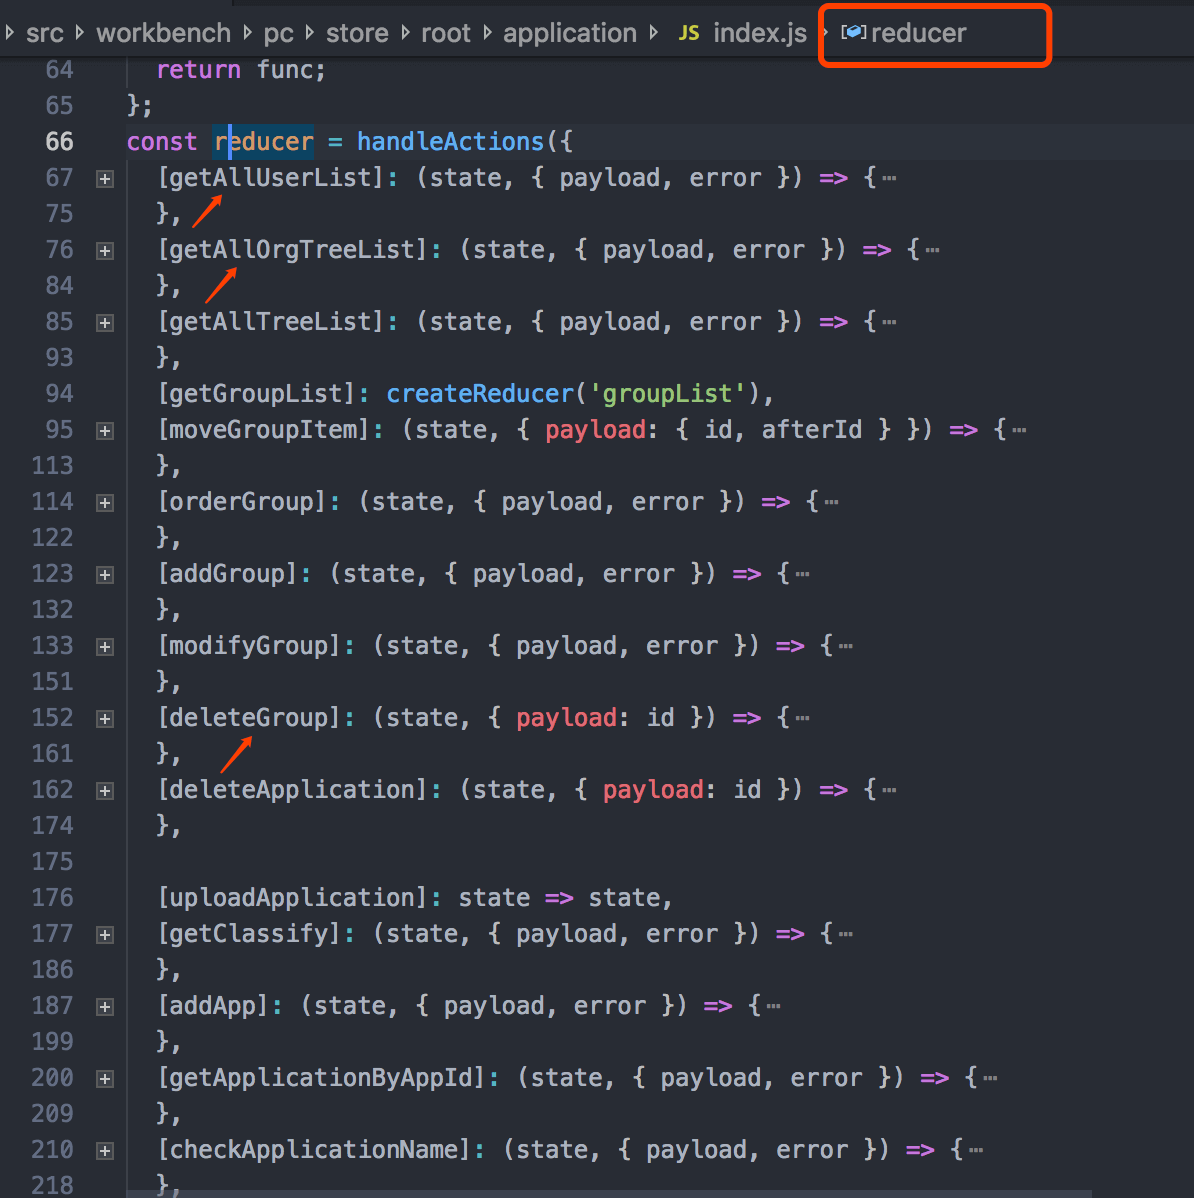 src workbench pc store root application JS index.js reducer
64 return func;
65 };
66 const reducer = handleActions({
67 [getAllUserList]: (state, { payload, error }) => {⋯
75 },
76 [getAllOrgTreeList]: (state, { payload, error }) => {⋯
84 },
85 [getAllTreeList]: (state, { payload, error }) => {⋯
93 },
94 [getGroupList]: createReducer('groupList'),
95 [moveGroupItem]: (state, { payload: { id, afterId } }) => {⋯
113 },
114 [orderGroup]: (state, { payload, error }) => {⋯
122 },
123 [addGroup]: (state, { payload, error }) => {⋯
132 },
133 [modifyGroup]: (state, { payload, error }) => {⋯
151 },
152 [deleteGroup]: (state, { payload: id }) => {⋯
161 },
162 [deleteApplication]: (state, { payload: id }) => {⋯
174 },
175
176 [uploadApplication]: state => state,
177 [getClassify]: (state, { payload, error }) => {⋯
186 },
187 [addApp]: (state, { payload, error }) => {⋯
199 },
200 [getApplicationByAppId]: (state, { payload, error }) => {⋯
209 },
210 [checkApplicationName]: (state, { payload, error }) => {⋯
218 },